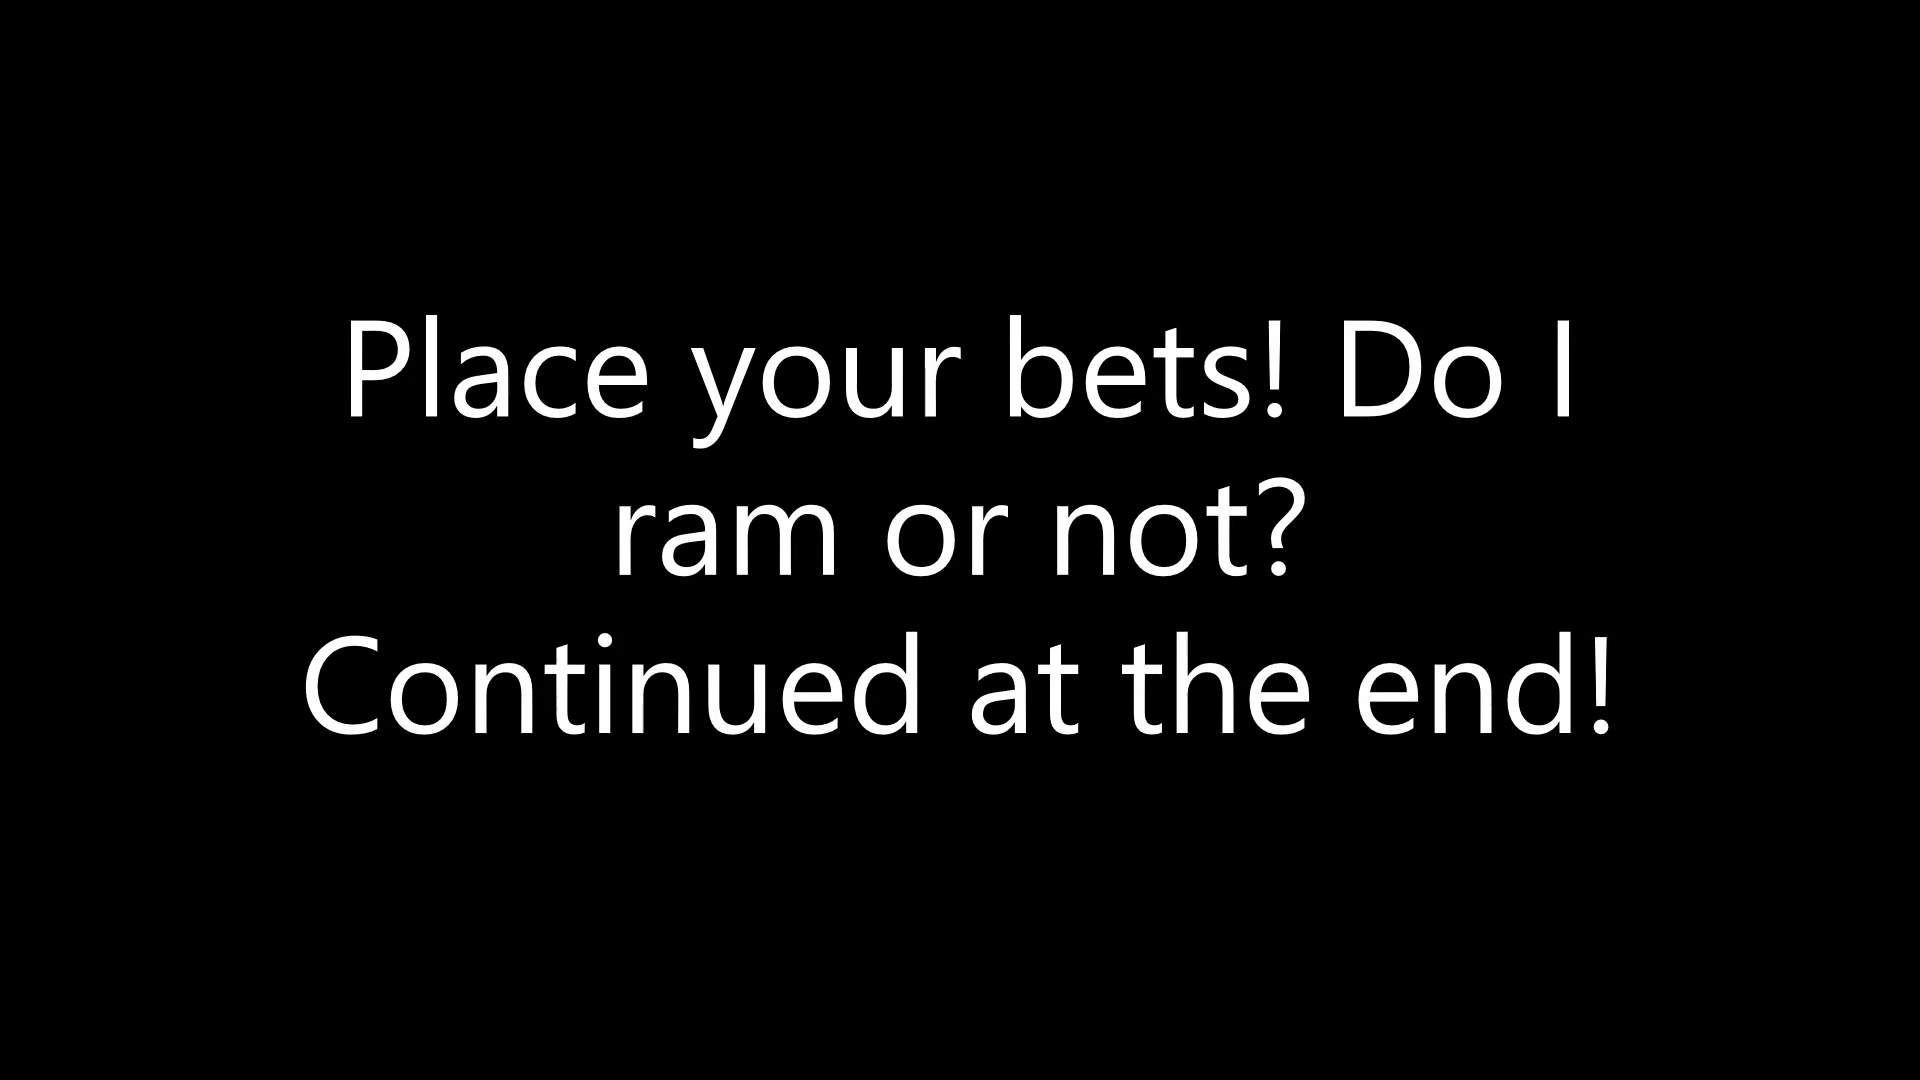 Place your bets! Do I
ram or not?
Continued at the end!